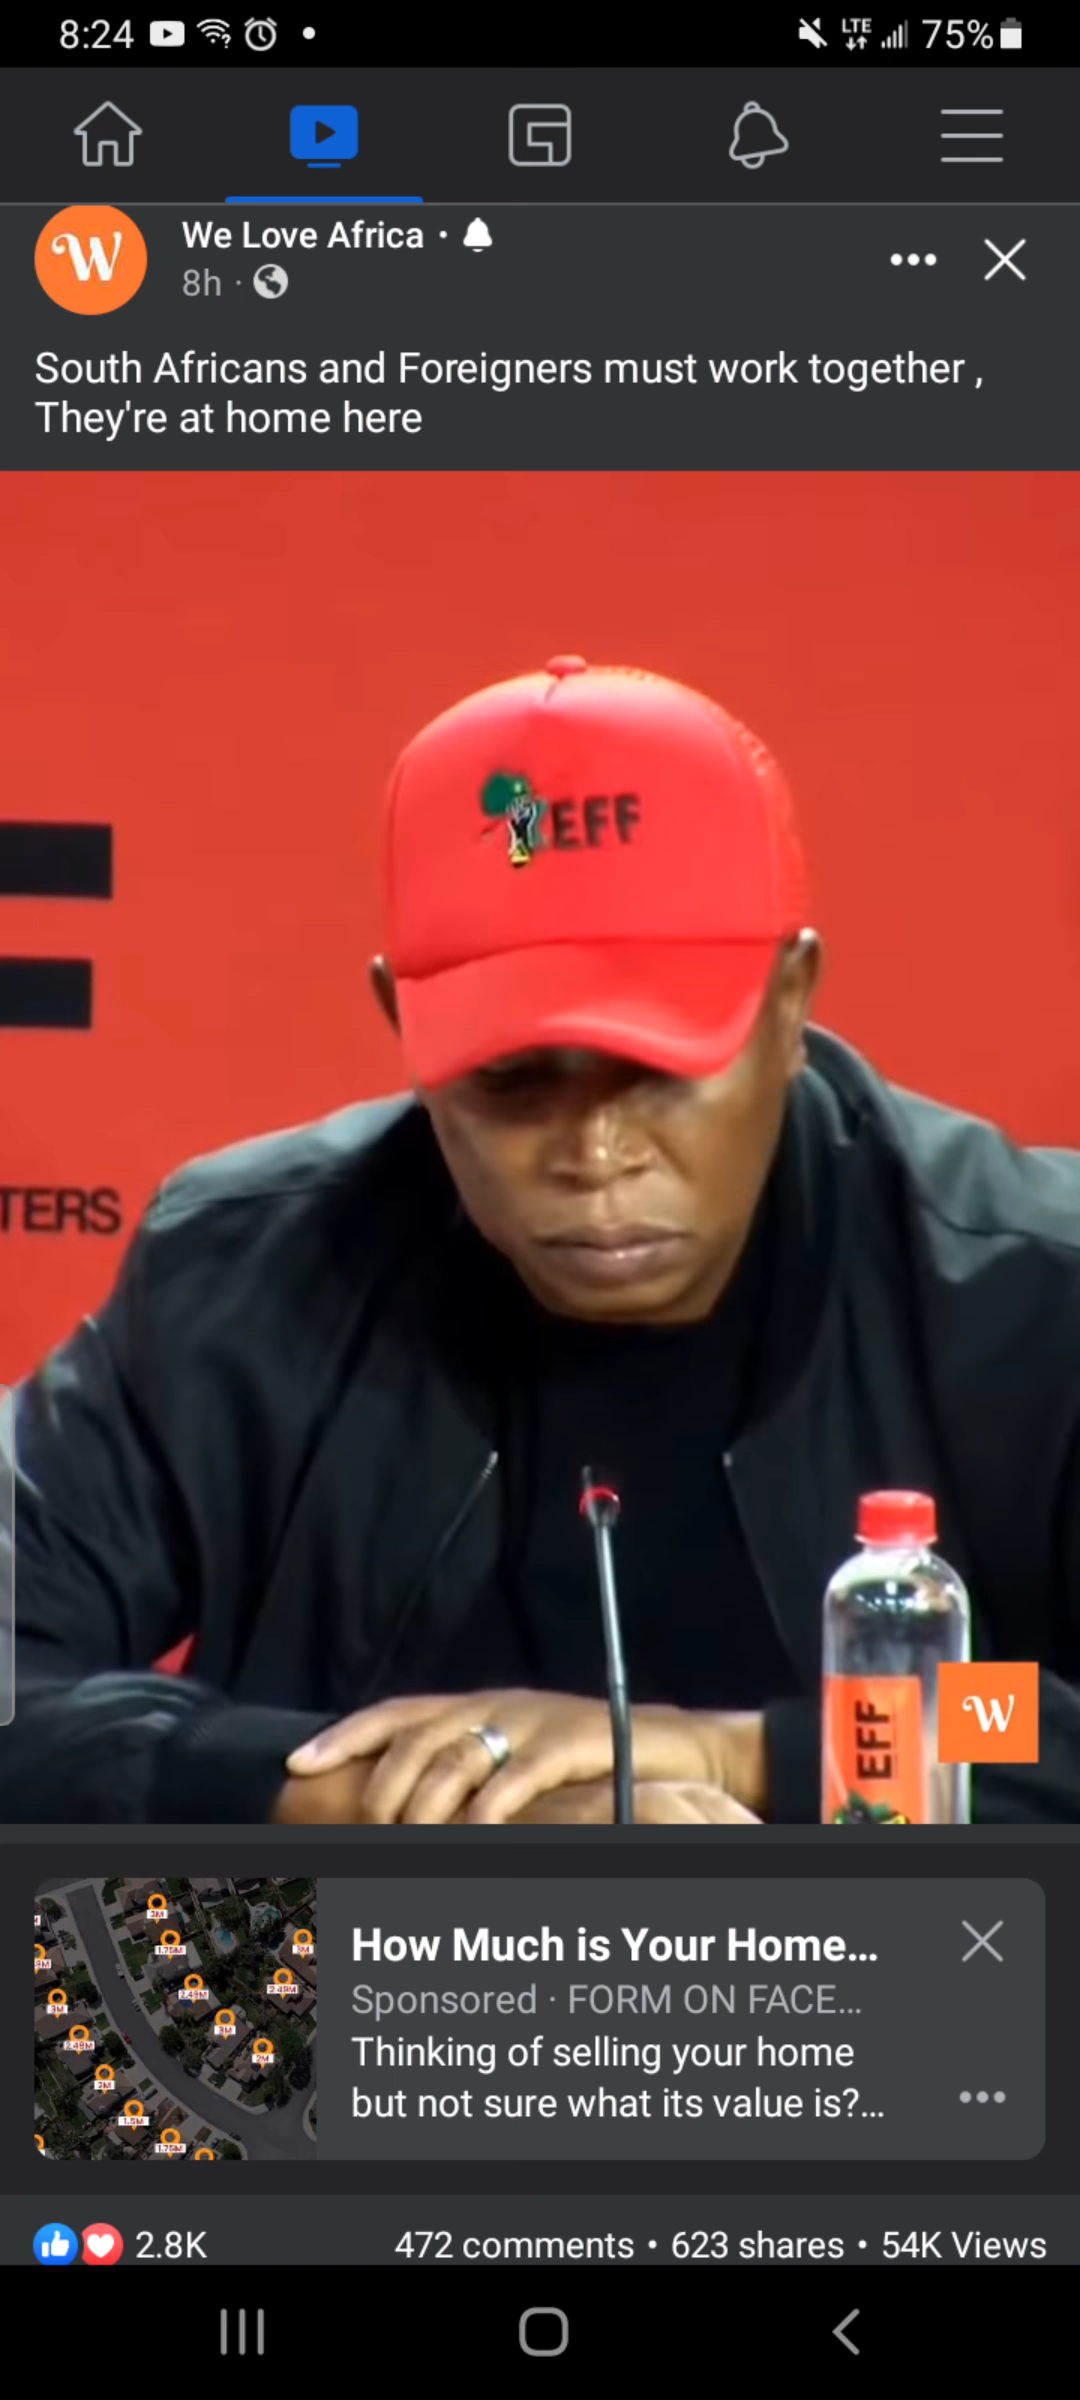 8:24
LTE
75%
We Love Africa ·
8h ·
South Africans and Foreigners must work together ,
They're at home here
EFF
TERS
EFF
W
How Much is Your Home...
Sponsored · FORM ON FACE...
Thinking of selling your home
but not sure what its value is?...
2.8K
472 comments • 623 shares • 54K Views